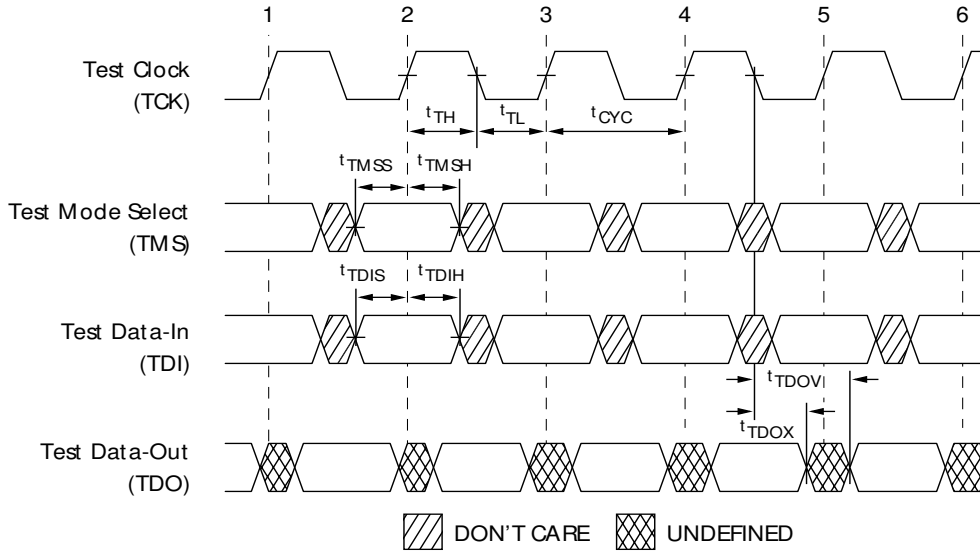 1 2 3 4 5 6
Test Clock
(TCK)
tTH tTL tCYC
tTMSS tTMSH
Test Mode Select
(TMS)
tTDIS tTDIH
Test Data-In
(TDI)
tTDOV
tTDOX
Test Data-Out
(TDO)
DON'T CARE UNDEFINED